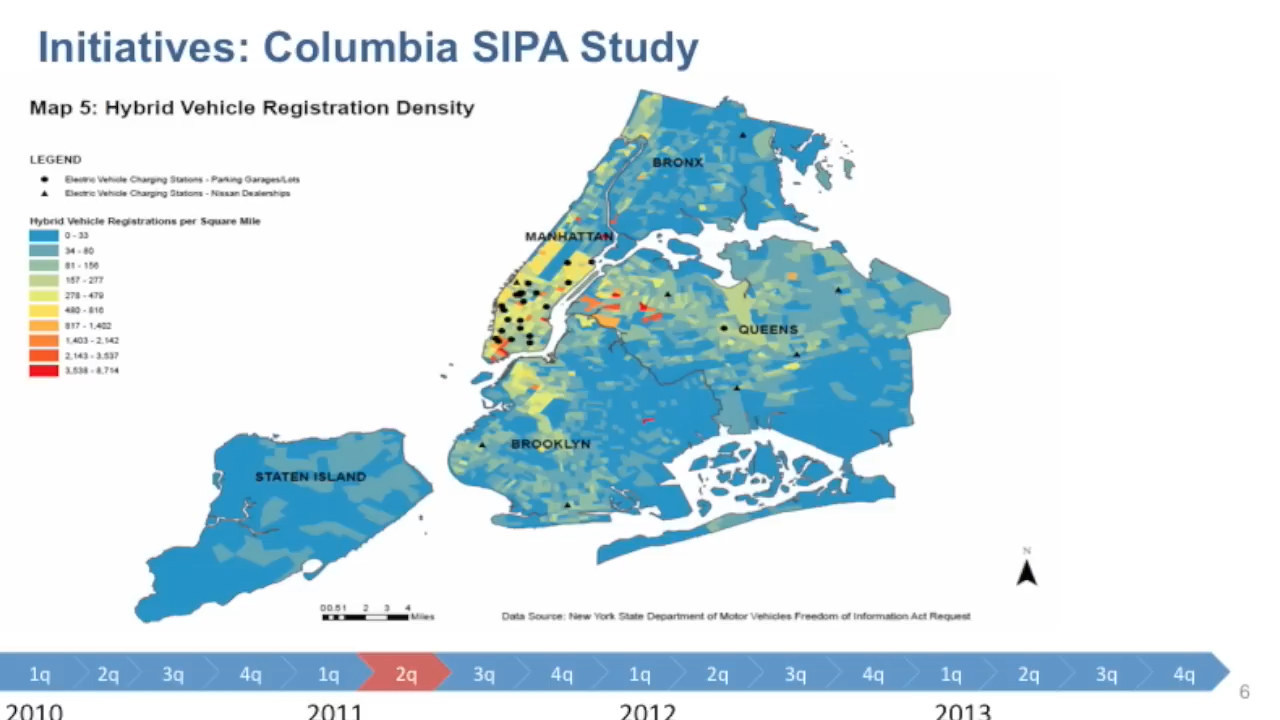 Initiatives: Columbia SIPA Study
Map 5: Hybrid Vehicle Registration Density
LEGEND
Electric Vehicle Charging Stations - Parking Garages/Lots
Electric Vehicle Charging Stations - Nissan Dealerships
Hybrid Vehicle Registrations per Square Mile
0 - 33
34 - 80
81 - 156
157 - 277
278 - 479
480 - 816
817 - 1,402
1,403 - 2,142
2,143 - 3,537
3,538 - 8,714
BRONX
MANHATTAN
QUEENS
BROOKLYN
STATEN ISLAND
N
0 0.5 1 2 3 4
Miles
Data Source: New York State Department of Motor Vehicles Freedom of Information Act Request
1q 2q 3q 4q 1q 2q 3q 4q 1q 2q 3q 4q 1q 2q 3q 4q
6
2010 2011 2012 2013